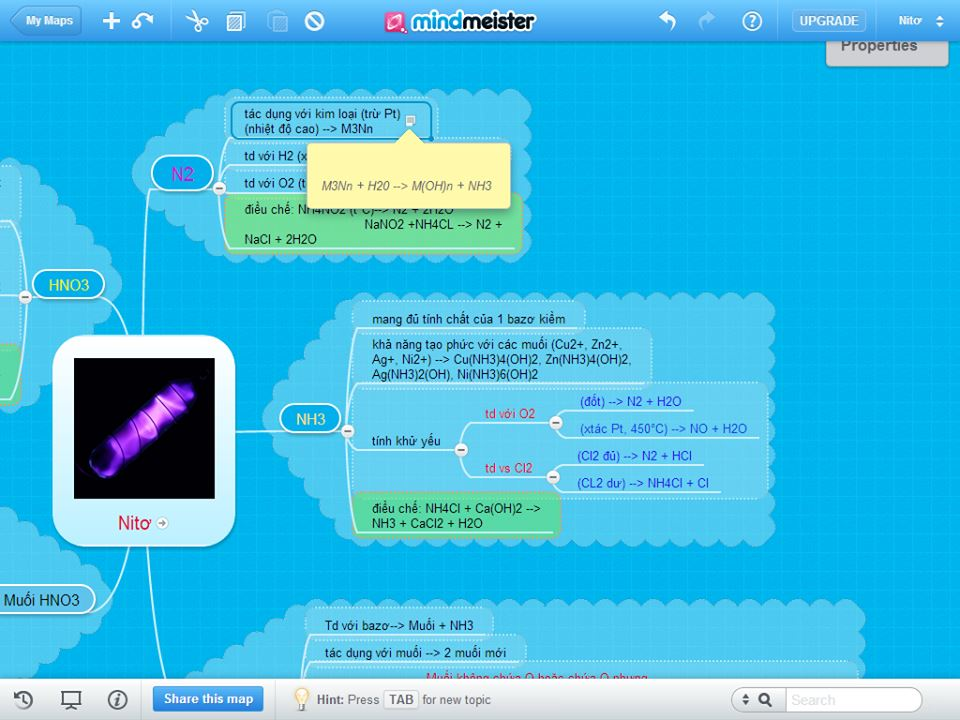 My Maps
mindmeister
UPGRADE
Nitơ
Properties
tác dụng với kim loại (trừ Pt)
(nhiệt độ cao) --> M3Nn
N2
td với H2 (x
M3Nn + H20 --> M(OH)n + NH3
td với O2 (t
điều chế: NH4NO2 (t°C)--> N2 + 2H2O
NaNO2 +NH4CL --> N2 +
NaCl + 2H2O
HNO3
mang đủ tính chất của 1 bazơ kiềm
khả năng tạo phức với các muối (Cu2+, Zn2+,
Ag+, Ni2+) --> Cu(NH3)4(OH)2, Zn(NH3)4(OH)2,
Ag(NH3)2(OH), Ni(NH3)6(OH)2
NH3
tính khử yếu
td với O2
(đốt) --> N2 + H2O
(xtác Pt, 450°C) --> NO + H2O
td vs Cl2
(Cl2 đủ) --> N2 + HCl
(CL2 dư) --> NH4Cl + Cl
điều chế: NH4Cl + Ca(OH)2 -->
NH3 + CaCl2 + H2O
Nitơ
Muối HNO3
Td với bazơ--> Muối + NH3
tác dụng với muối --> 2 muối mới
Muối không chứa O hoặc chứa O nhưng
Share this map
Hint: Press TAB for new topic
Search